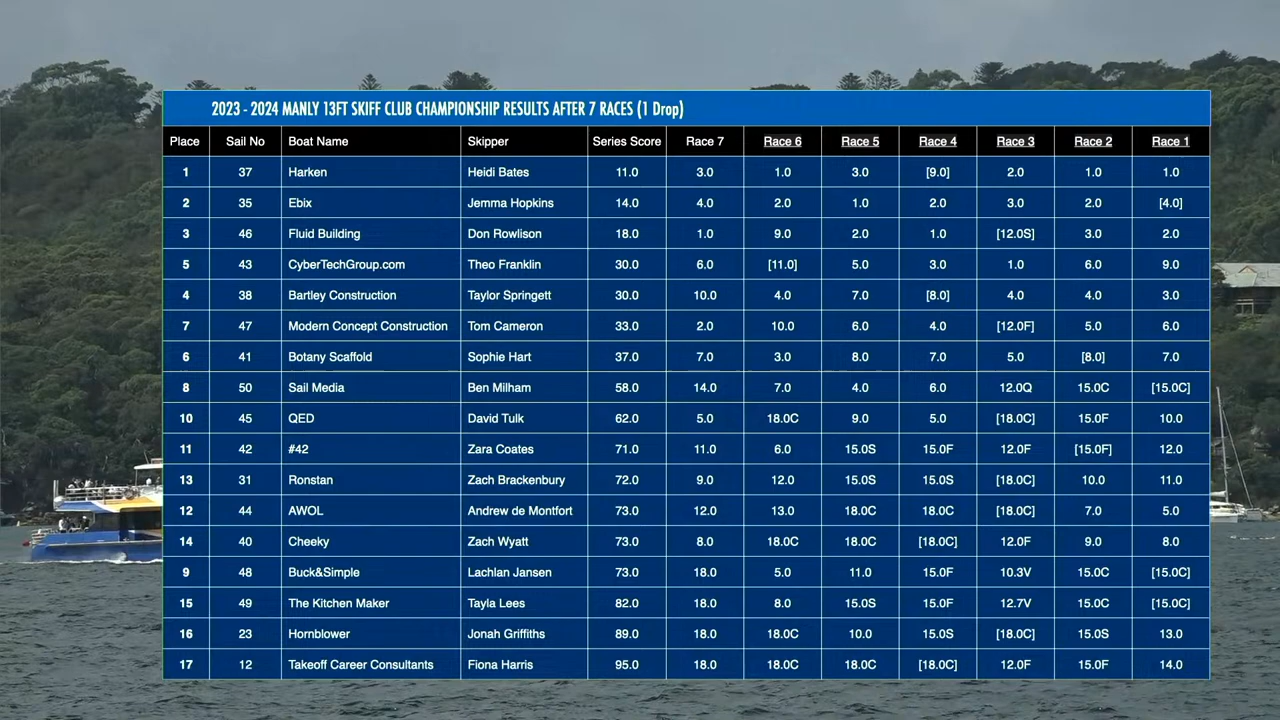 2023 - 2024 MANLY 13FT SKIFF CLUB CHAMPIONSHIP RESULTS AFTER 7 RACES (1 Drop)
Place Sail No Boat Name Skipper Series Score Race 7 Race 6 Race 5 Race 4 Race 3 Race 2 Race 1
1 37 Harken Heidi Bates 11.0 3.0 1.0 3.0 [9.0] 2.0 1.0 1.0
2 35 Ebix Jemma Hopkins 14.0 4.0 2.0 1.0 2.0 3.0 2.0 [4.0]
3 46 Fluid Building Don Rowlison 18.0 1.0 9.0 2.0 1.0 [12.0S] 3.0 2.0
5 43 CyberTechGroup.com Theo Franklin 30.0 6.0 [11.0] 5.0 3.0 1.0 6.0 9.0
4 38 Bartley Construction Taylor Springett 30.0 10.0 4.0 7.0 [8.0] 4.0 4.0 3.0
7 47 Modern Concept Construction Tom Cameron 33.0 2.0 10.0 6.0 4.0 [12.0F] 5.0 6.0
6 41 Botany Scaffold Sophie Hart 37.0 7.0 3.0 8.0 7.0 5.0 [8.0] 7.0
8 50 Sail Media Ben Milham 58.0 14.0 7.0 4.0 6.0 12.0Q 15.0C [15.0C]
10 45 QED David Tulk 62.0 5.0 18.0C 9.0 5.0 [18.0C] 15.0F 10.0
11 42 #42 Zara Coates 71.0 11.0 6.0 15.0S 15.0F 12.0F [15.0F] 12.0
13 31 Ronstan Zach Brackenbury 72.0 9.0 12.0 15.0S 15.0S [18.0C] 10.0 11.0
12 44 AWOL Andrew de Montfort 73.0 12.0 13.0 18.0C 18.0C [18.0C] 7.0 5.0
14 40 Cheeky Zach Wyatt 73.0 8.0 18.0C 18.0C [18.0C] 12.0F 9.0 8.0
9 48 Buck&Simple Lachlan Jansen 73.0 18.0 5.0 11.0 15.0F 10.3V 15.0C [15.0C]
15 49 The Kitchen Maker Tayla Lees 82.0 18.0 8.0 15.0S 15.0F 12.7V 15.0C [15.0C]
16 23 Hornblower Jonah Griffiths 89.0 18.0 18.0C 10.0 15.0S [18.0C] 15.0S 13.0
17 12 Takeoff Career Consultants Fiona Harris 95.0 18.0 18.0C 18.0C [18.0C] 12.0F 15.0F 14.0